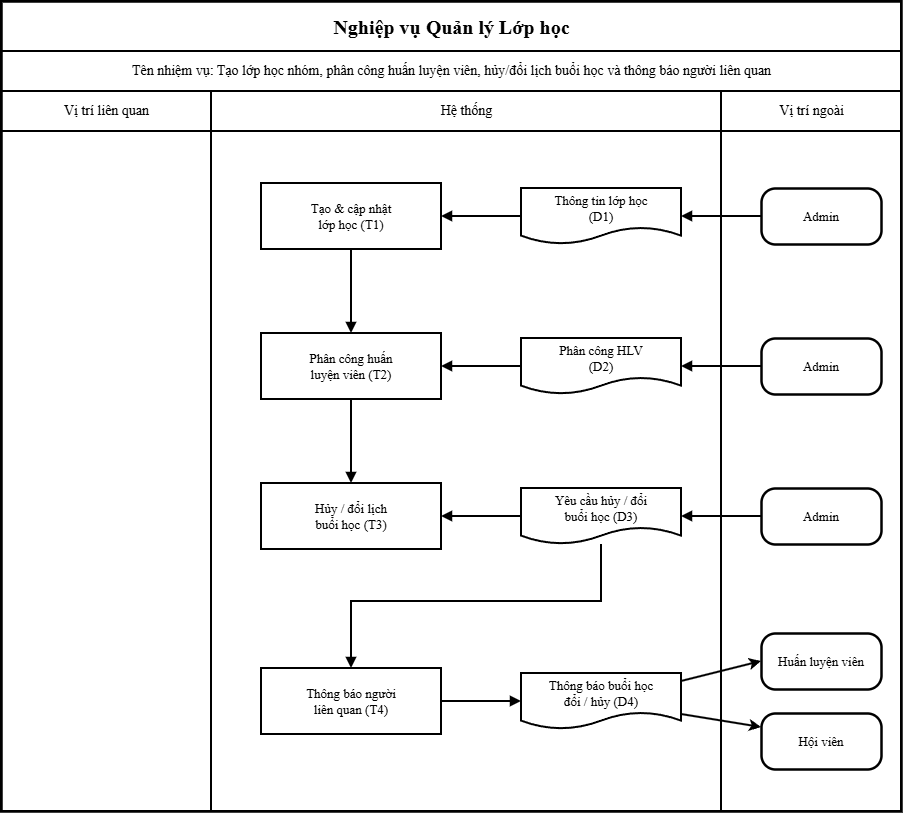 Nghiệp vụ Quản lý Lớp học
Tên nhiệm vụ: Tạo lớp học nhóm, phân công huấn luyện viên, hủy/đổi lịch buổi học và thông báo người liên quan
Vị trí liên quan
Hệ thống
Vị trí ngoài
Tạo & cập nhật
lớp học (T1)
Thông tin lớp học
(D1)
Admin
Phân công huấn
luyện viên (T2)
Phân công HLV
(D2)
Admin
Hủy / đổi lịch
buổi học (T3)
Yêu cầu hủy / đổi
buổi học (D3)
Admin
Thông báo người
liên quan (T4)
Thông báo buổi học
đổi / hủy (D4)
Huấn luyện viên
Hội viên